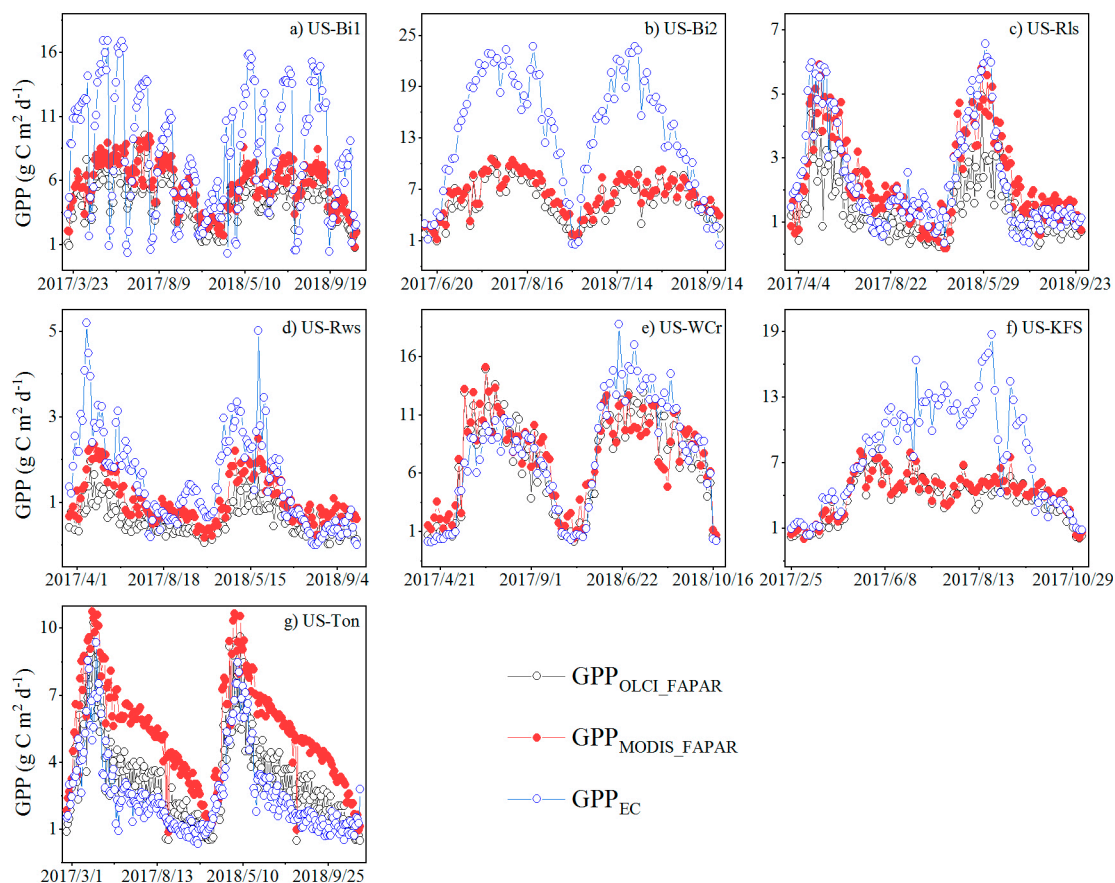 a) US-Bi1
b) US-Bi2
c) US-Rls
GPP (g C m² d⁻¹)
16
11
6
1
25
19
13
7
1
7
5
3
1
2017/3/23 2017/8/9 2018/5/10 2018/9/19
2017/6/20 2017/8/16 2018/7/14 2018/9/14
2017/4/4 2017/8/22 2018/5/29 2018/9/23
d) US-Rws
e) US-WCr
f) US-KFS
GPP (g C m² d⁻¹)
5
3
1
16
11
6
1
19
13
7
1
2017/4/1 2017/8/18 2018/5/15 2018/9/4
2017/4/21 2017/9/1 2018/6/22 2018/10/16
2017/2/5 2017/6/8 2017/8/13 2017/10/29
g) US-Ton
GPP (g C m² d⁻¹)
10
7
4
1
2017/3/1 2017/8/13 2018/5/10 2018/9/25
GPP OLCI_FAPAR
GPP MODIS_FAPAR
GPP EC